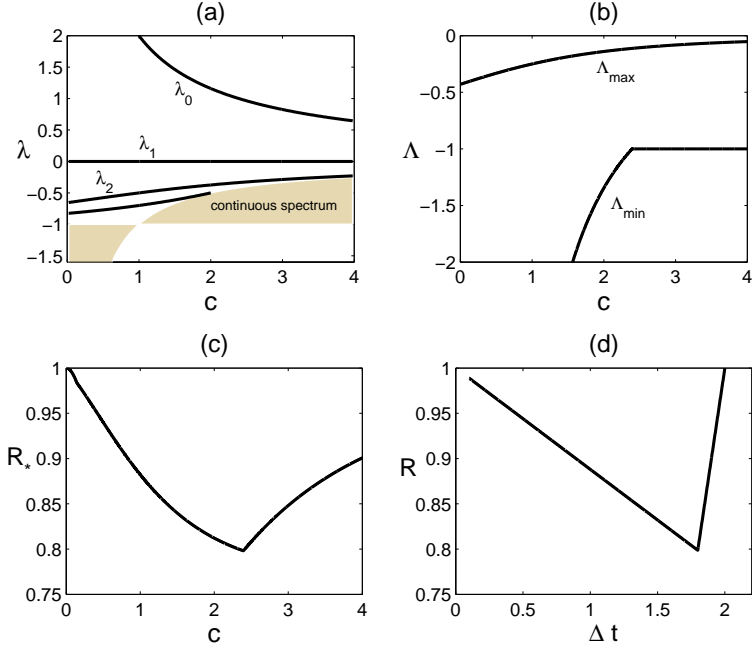 (a)
2
1.5
1
0.5
0
−0.5
−1
−1.5
λ
λ0
λ1
λ2
continuous spectrum
0 1 2 3 4
c
(b)
0
−0.5
−1
−1.5
−2
Λ
Λmax
Λmin
0 1 2 3 4
c
(c)
1
0.95
0.9
0.85
0.8
0.75
R*
0 1 2 3 4
c
(d)
1
0.95
0.9
0.85
0.8
0.75
R
0 0.5 1 1.5 2
Δ t